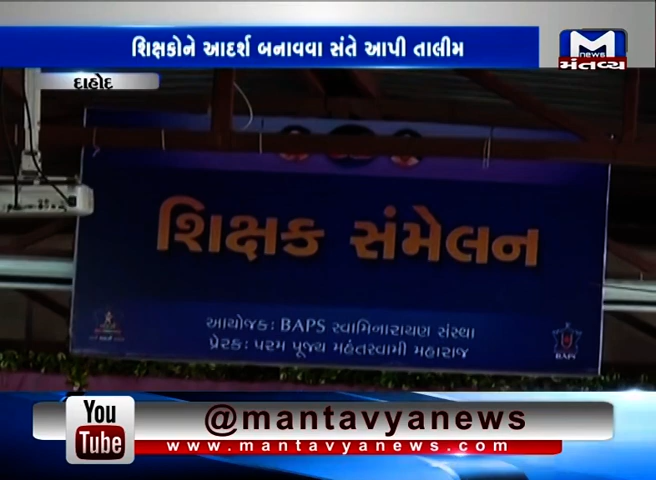 શિક્ષકોને આદર્શ બનાવવા સંતે આપી તાલીમ
M
news
મંતવ્ય
દાહોદ
શિક્ષક સંમેલન
આયોજક: BAPS સ્વામિનારાયણ સંસ્થા
પ્રેરક: પરમ પૂજ્ય મહંતસ્વામી મહારાજ
BAPS
You
Tube
@mantavyanews
www.mantavyanews.com